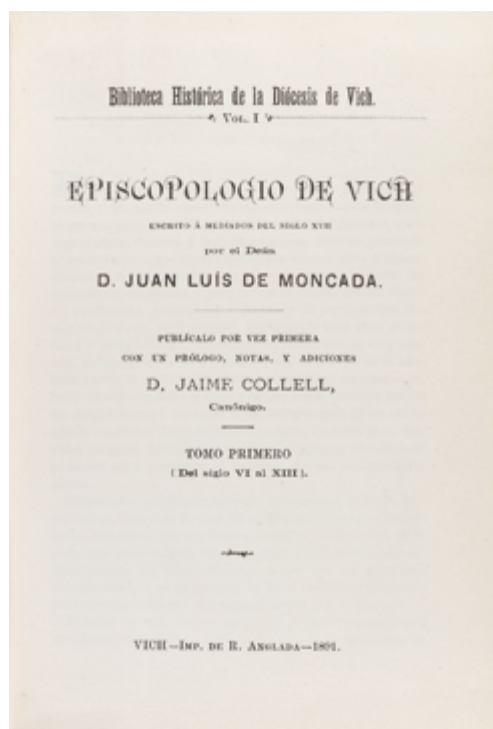 Biblioteca Histórica de la Diócesis de Vich.
Vol. I
EPISCOPOLOGIO DE VICH
ESCRITO Á MEDIADOS DEL SIGLO XVII
por el Deán
D. JUAN LUÍS DE MONCADA.
PUBLÍCALO POR VEZ PRIMERA
CON UN PRÓLOGO, NOTAS, Y ADICIONES
D. JAIME COLLELL,
Canónigo.
TOMO PRIMERO
(Del siglo VI al XIII).
VICH—IMP. DE R. ANGLADA—1891.